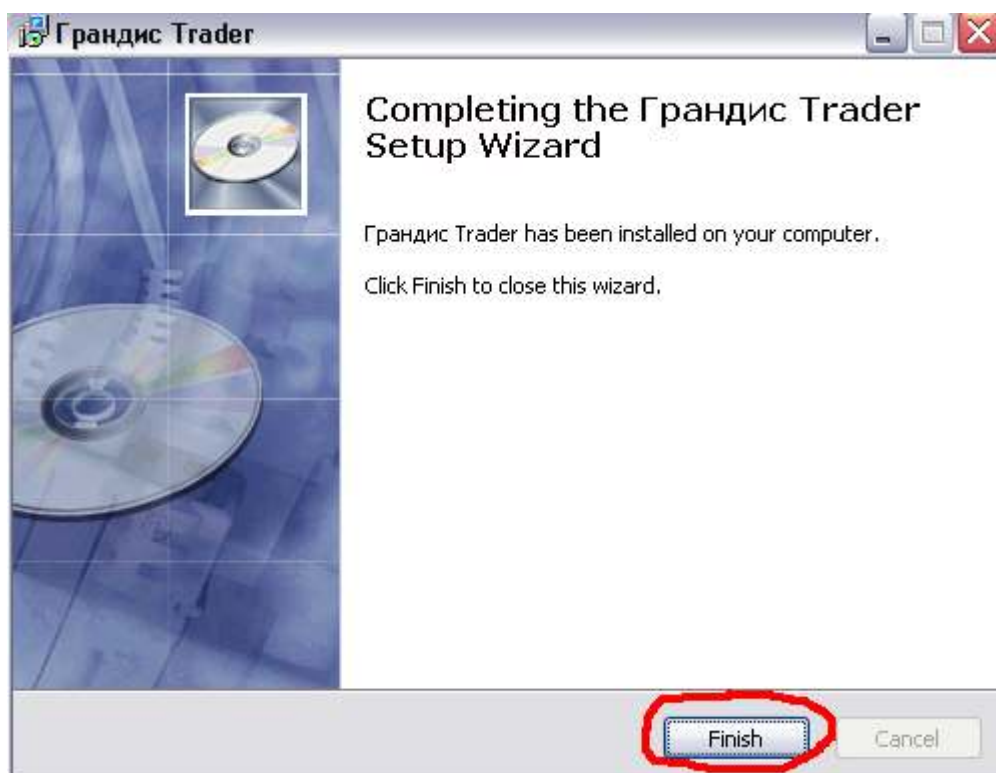 Грандис Trader
Completing the Грандис Trader
Setup Wizard
Грандис Trader has been installed on your computer.
Click Finish to close this wizard.
Finish
Cancel